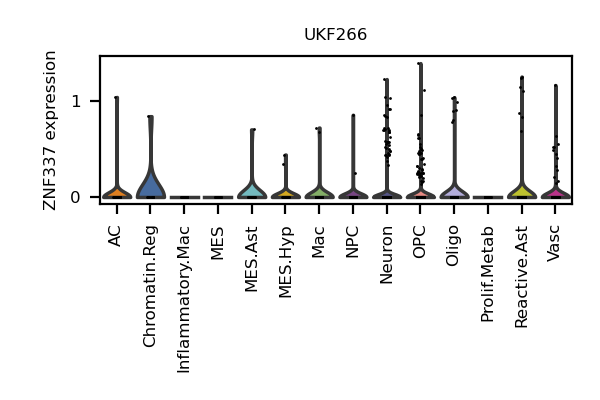 UKF266
ZNF337 expression
1
0
AC
Chromatin.Reg
Inflammatory.Mac
MES
MES.Ast
MES.Hyp
Mac
NPC
Neuron
OPC
Oligo
Prolif.Metab
Reactive.Ast
Vasc